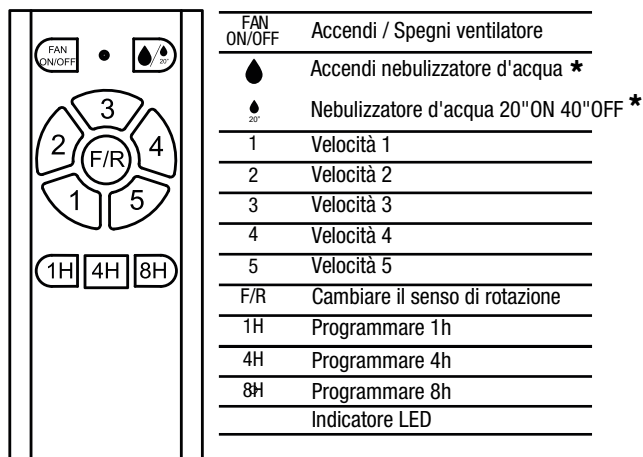 FAN
ON/OFF
20"
3
2
4
F/R
1
5
1H 4H 8H
FAN
ON/OFF Accendi / Spegni ventilatore
Accendi nebulizzatore d'acqua *
20" Nebulizzatore d'acqua 20"ON 40"OFF *
1 Velocità 1
2 Velocità 2
3 Velocità 3
4 Velocità 4
5 Velocità 5
F/R Cambiare il senso di rotazione
1H Programmare 1h
4H Programmare 4h
8H Programmare 8h
Indicatore LED